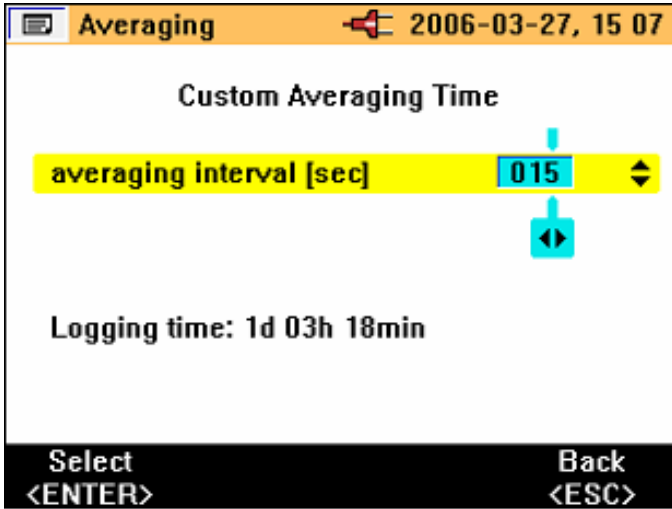 Averaging 2006-03-27, 15 07
Custom Averaging Time
averaging interval [sec] 015
Logging time: 1d 03h 18min
Select Back
<ENTER> <ESC>